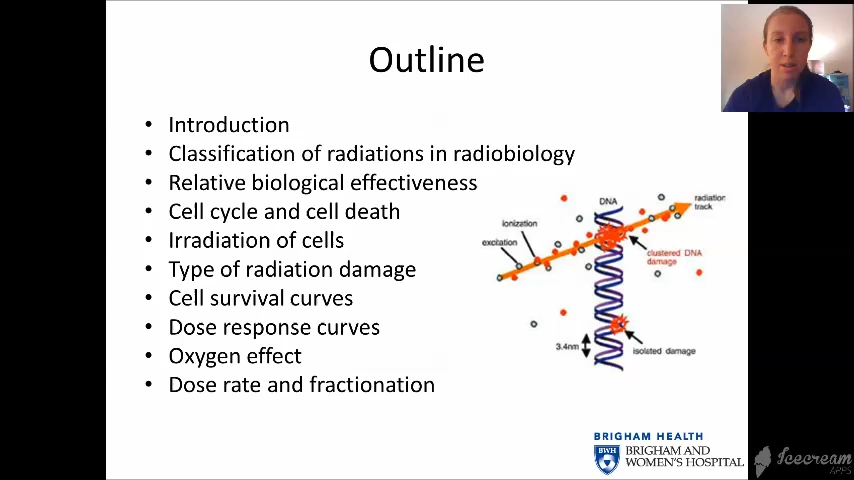 Outline
• Introduction
• Classification of radiations in radiobiology
• Relative biological effectiveness
• Cell cycle and cell death
• Irradiation of cells
• Type of radiation damage
• Cell survival curves
• Dose response curves
• Oxygen effect
• Dose rate and fractionation
DNA
radiation
track
ionization
excitation
clustered DNA
damage
3.4nm
isolated damage
BRIGHAM HEALTH
BWH
BRIGHAM AND
WOMEN'S HOSPITAL
Icecream
APPS